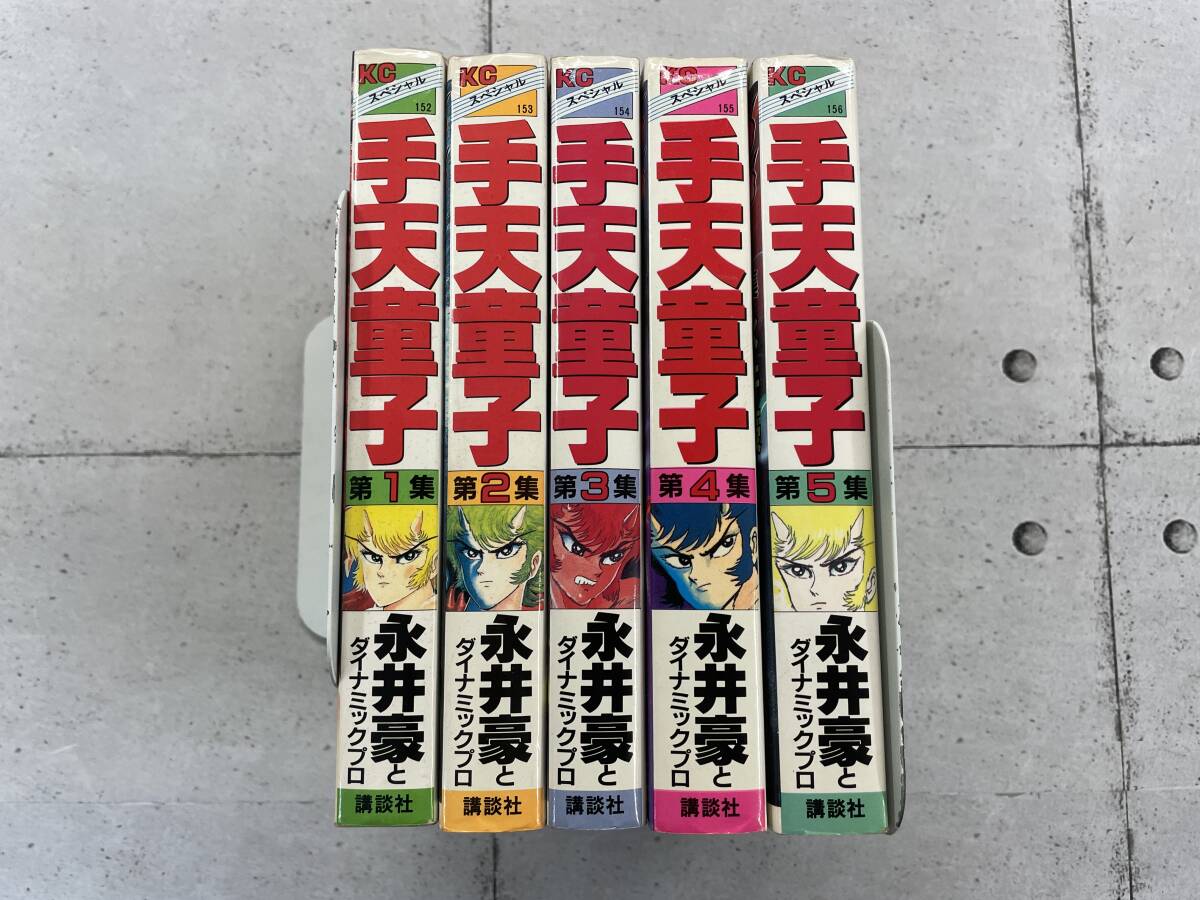 KC
スペシャル
152
手天童子
第1集
永井豪と
ダイナミックプロ
講談社
KC
スペシャル
153
手天童子
第2集
永井豪と
ダイナミックプロ
講談社
KC
スペシャル
154
手天童子
第3集
永井豪と
ダイナミックプロ
講談社
KC
スペシャル
155
手天童子
第4集
永井豪と
ダイナミックプロ
講談社
KC
スペシャル
156
手天童子
第5集
永井豪と
ダイナミックプロ
講談社